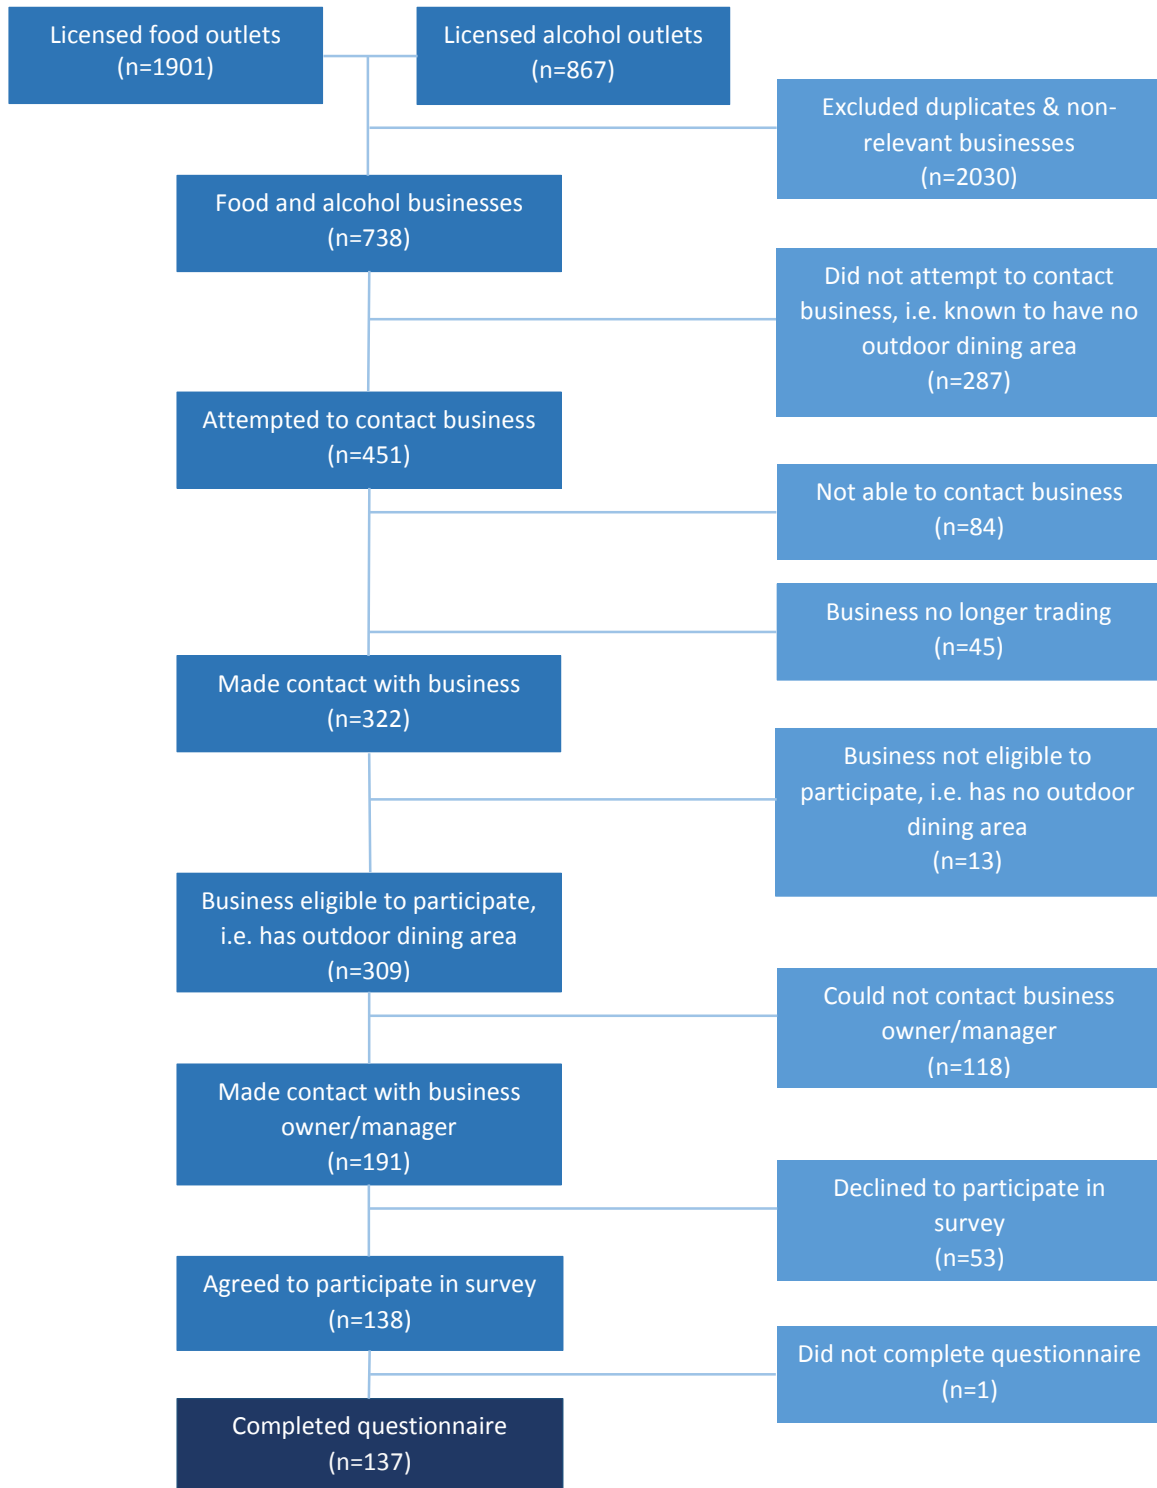 Licensed food outlets
(n=1901)
Licensed alcohol outlets
(n=867)
Excluded duplicates & non-
relevant businesses
(n=2030)
Food and alcohol businesses
(n=738)
Did not attempt to contact
business, i.e. known to have no
outdoor dining area
(n=287)
Attempted to contact business
(n=451)
Not able to contact business
(n=84)
Business no longer trading
(n=45)
Made contact with business
(n=322)
Business not eligible to
participate, i.e. has no outdoor
dining area
(n=13)
Business eligible to participate,
i.e. has outdoor dining area
(n=309)
Could not contact business
owner/manager
(n=118)
Made contact with business
owner/manager
(n=191)
Declined to participate in
survey
(n=53)
Agreed to participate in survey
(n=138)
Did not complete questionnaire
(n=1)
Completed questionnaire
(n=137)